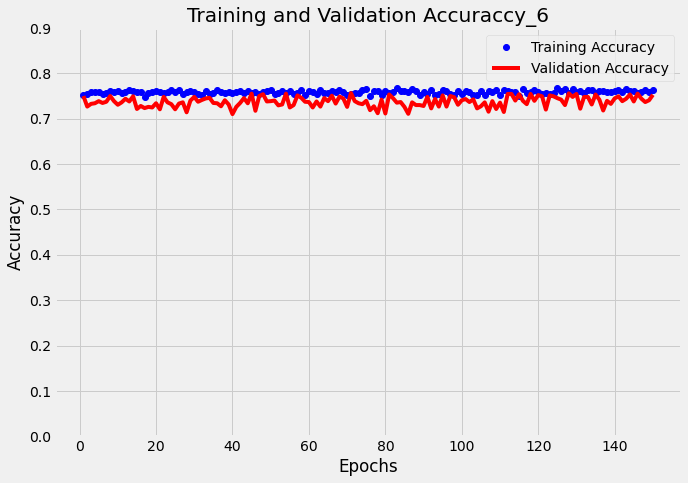 Training and Validation Accuraccy_6
Training Accuracy
Validation Accuracy
0.9
0.8
0.7
0.6
0.5
0.4
0.3
0.2
0.1
0.0
Accuracy
0 20 40 60 80 100 120 140
Epochs